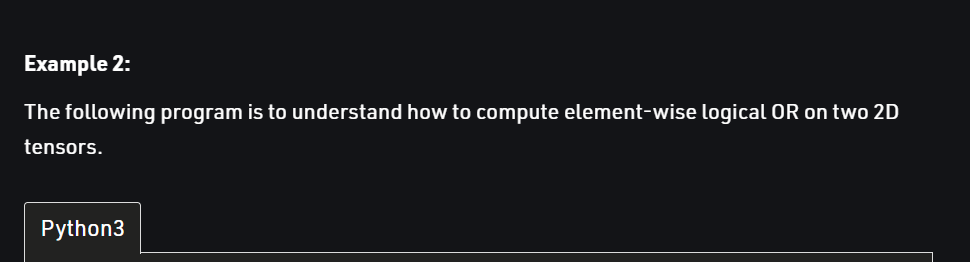 Example 2:
The following program is to understand how to compute element-wise logical OR on two 2D
tensors.
Python3